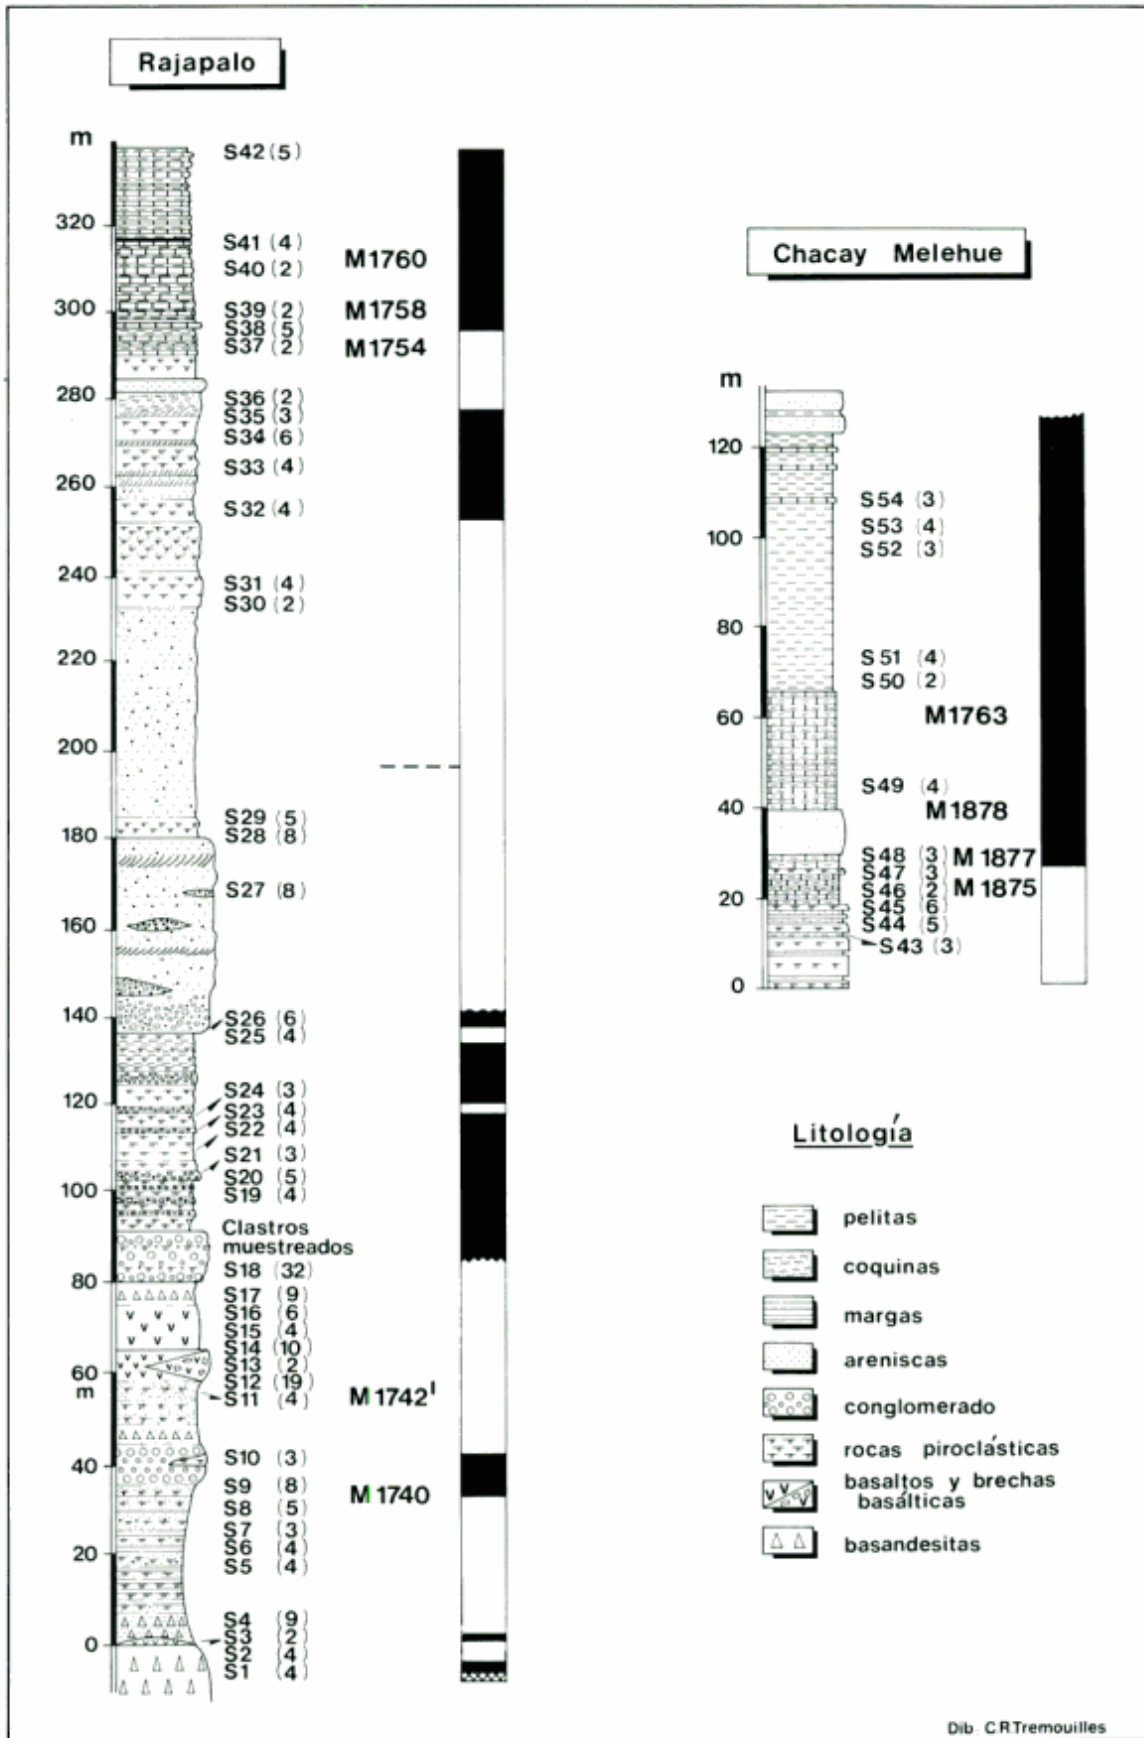 Rajapalo
m
S42 (5)
320
S41 (4)
S40 (2)
M1760
300
S39 (2)
M1758
S38 (5)
S37 (2)
M1754
280
S36 (2)
S35 (3)
S34 (6)
S33 (4)
260
S32 (4)
240
S31 (4)
S30 (2)
220
200
S29 (5)
180
S28 (8)
S27 (8)
160
140
S26 (6)
S25 (4)
120
S24 (3)
S23 (4)
S22 (4)
S21 (3)
S20 (5)
100
S19 (4)
Clastros
muestreados
80
S18 (32)
S17 (9)
S16 (6)
S15 (4)
S14 (10)
60
S13 (2)
m
S12 (19)
S11 (4)
M1742ᴵ
40
S10 (3)
S9 (8)
M1740
S8 (5)
S7 (3)
20
S6 (4)
S5 (4)
S4 (9)
0
S3 (2)
S2 (4)
S1 (4)
Chacay Melehue
m
120
S54 (3)
100
S53 (4)
S52 (3)
80
S51 (4)
S50 (2)
60
M1763
S49 (4)
40
M1878
S48 (3) M1877
S47 (3)
20
S46 (2) M1875
S45 (6)
S44 (5)
S43 (3)
0
Litología
pelitas
coquinas
margas
areniscas
conglomerado
rocas piroclásticas
basaltos y brechas
basálticas
basandesitas
Dib C.R.Tremouilles